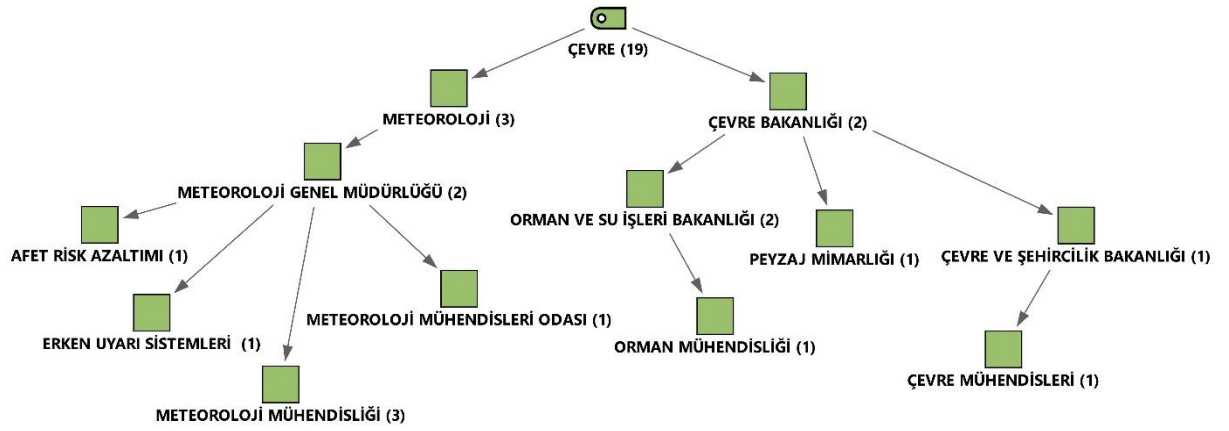 ÇEVRE (19)
METEOROLOJİ (3)
ÇEVRE BAKANLIĞI (2)
METEOROLOJİ GENEL MÜDÜRLÜĞÜ (2)
ORMAN VE SU İŞLERİ BAKANLIĞI (2)
AFET RİSK AZALTIMI (1)
PEYZAJ MİMARLIĞI (1)
ÇEVRE VE ŞEHİRCİLİK BAKANLIĞI (1)
METEOROLOJİ MÜHENDİSLERİ ODASI (1)
ERKEN UYARI SİSTEMLERİ (1)
ORMAN MÜHENDİSLİĞİ (1)
ÇEVRE MÜHENDİSLERİ (1)
METEOROLOJİ MÜHENDİSLİĞİ (3)